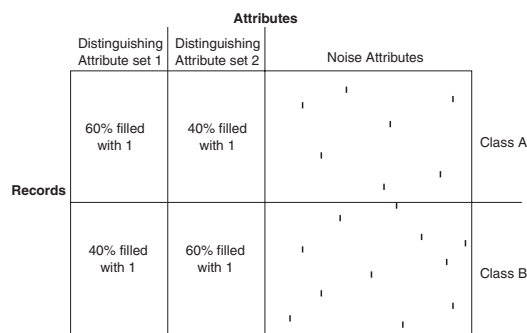 Attributes
Distinguishing
Attribute set 1
Distinguishing
Attribute set 2
Noise Attributes
60% filled
with 1
40% filled
with 1
Class A
Records
40% filled
with 1
60% filled
with 1
Class B